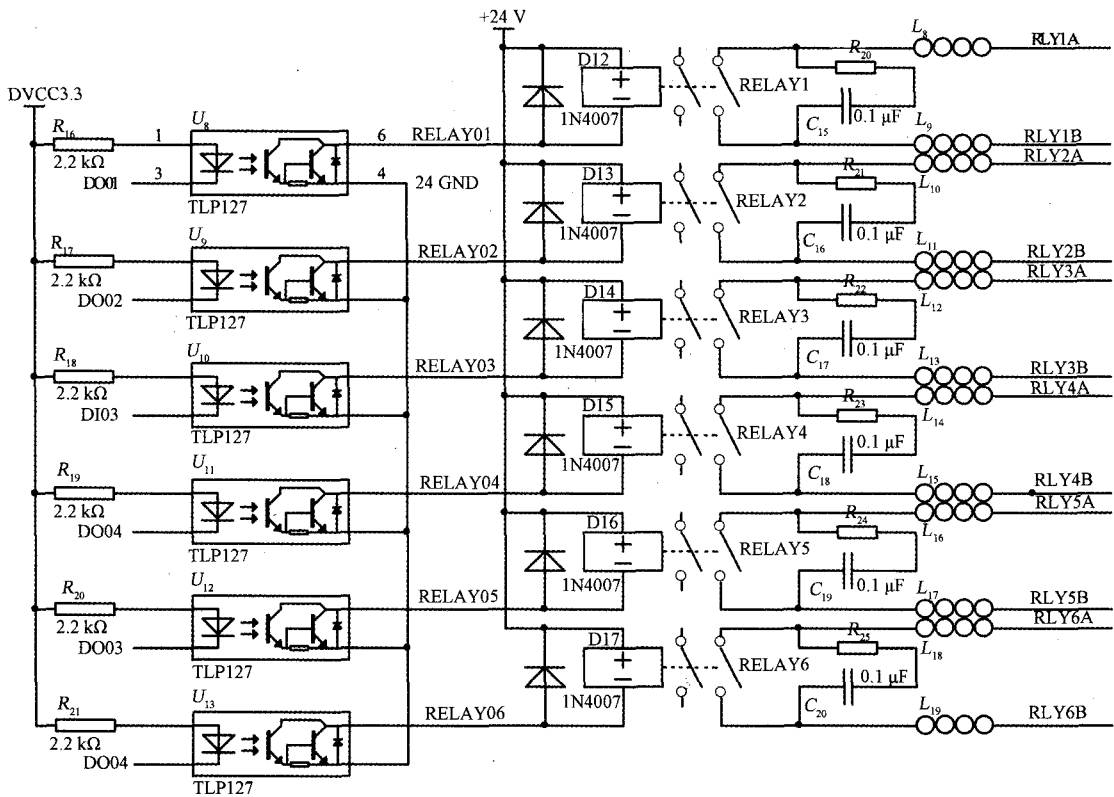 +24 V
DVCC3.3
R16
2.2 kΩ
DO01
1
3
U8
TLP127
6
4
RELAY01
24 GND
R17
2.2 kΩ
DO02
U9
TLP127
RELAY02
R18
2.2 kΩ
DI03
U10
TLP127
RELAY03
R19
2.2 kΩ
DO04
U11
TLP127
RELAY04
R20
2.2 kΩ
DO03
U12
TLP127
RELAY05
R21
2.2 kΩ
DO04
U13
TLP127
RELAY06
D12
+
−
1N4007
RELAY1
C15
0.1 μF
R20
L8
RLY1A
L9
RLY1B
D13
+
−
1N4007
RELAY2
C16
0.1 μF
R21
RLY2A
L10
L11
RLY2B
D14
+
−
1N4007
RELAY3
C17
0.1 μF
R22
RLY3A
L12
L13
RLY3B
D15
+
−
1N4007
RELAY4
C18
0.1 μF
R23
RLY4A
L14
L15
RLY4B
D16
+
−
1N4007
RELAY5
C19
0.1 μF
R24
RLY5A
L16
L17
RLY5B
D17
+
−
1N4007
RELAY6
C20
0.1 μF
R25
RLY6A
L18
L19
RLY6B